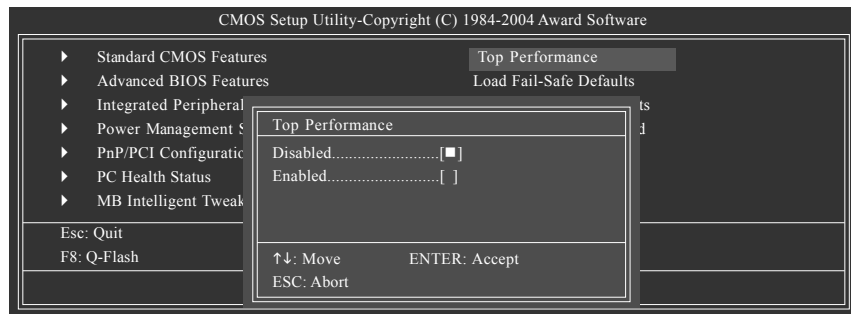 CMOS Setup Utility-Copyright (C) 1984-2004 Award Software
Standard CMOS Features
Advanced BIOS Features
Integrated Peripheral
Power Management S
PnP/PCI Configuratio
PC Health Status
MB Intelligent Tweak
Top Performance
Load Fail-Safe Defaults
ts
d
Esc: Quit
F8: Q-Flash
Top Performance
Disabled........................[■]
Enabled.........................[ ]
↑↓: Move ENTER: Accept
ESC: Abort